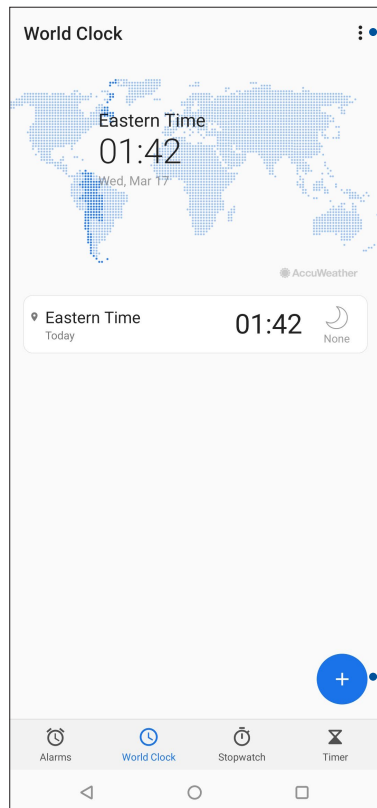 World Clock
Eastern Time
01:42
Wed, Mar 17
AccuWeather
Eastern Time 01:42
Today None
Alarms World Clock Stopwatch Timer